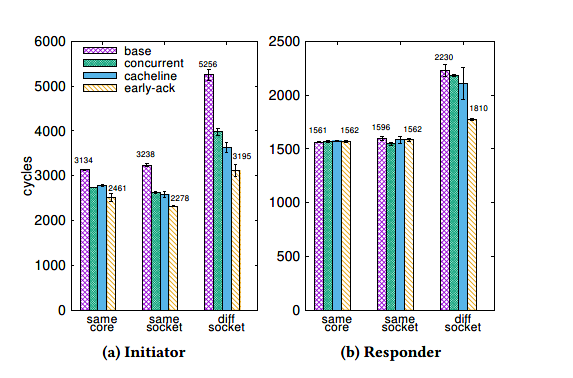 6000
5000
4000
3000
2000
1000
0
cycles
base
concurrent
cacheline
early-ack
3134
2461
3238
2278
5256
3195
same core
same socket
diff socket
(a) Initiator
2500
2000
1500
1000
500
0
1561
1562
1596
1562
2230
1810
same core
same socket
diff socket
(b) Responder